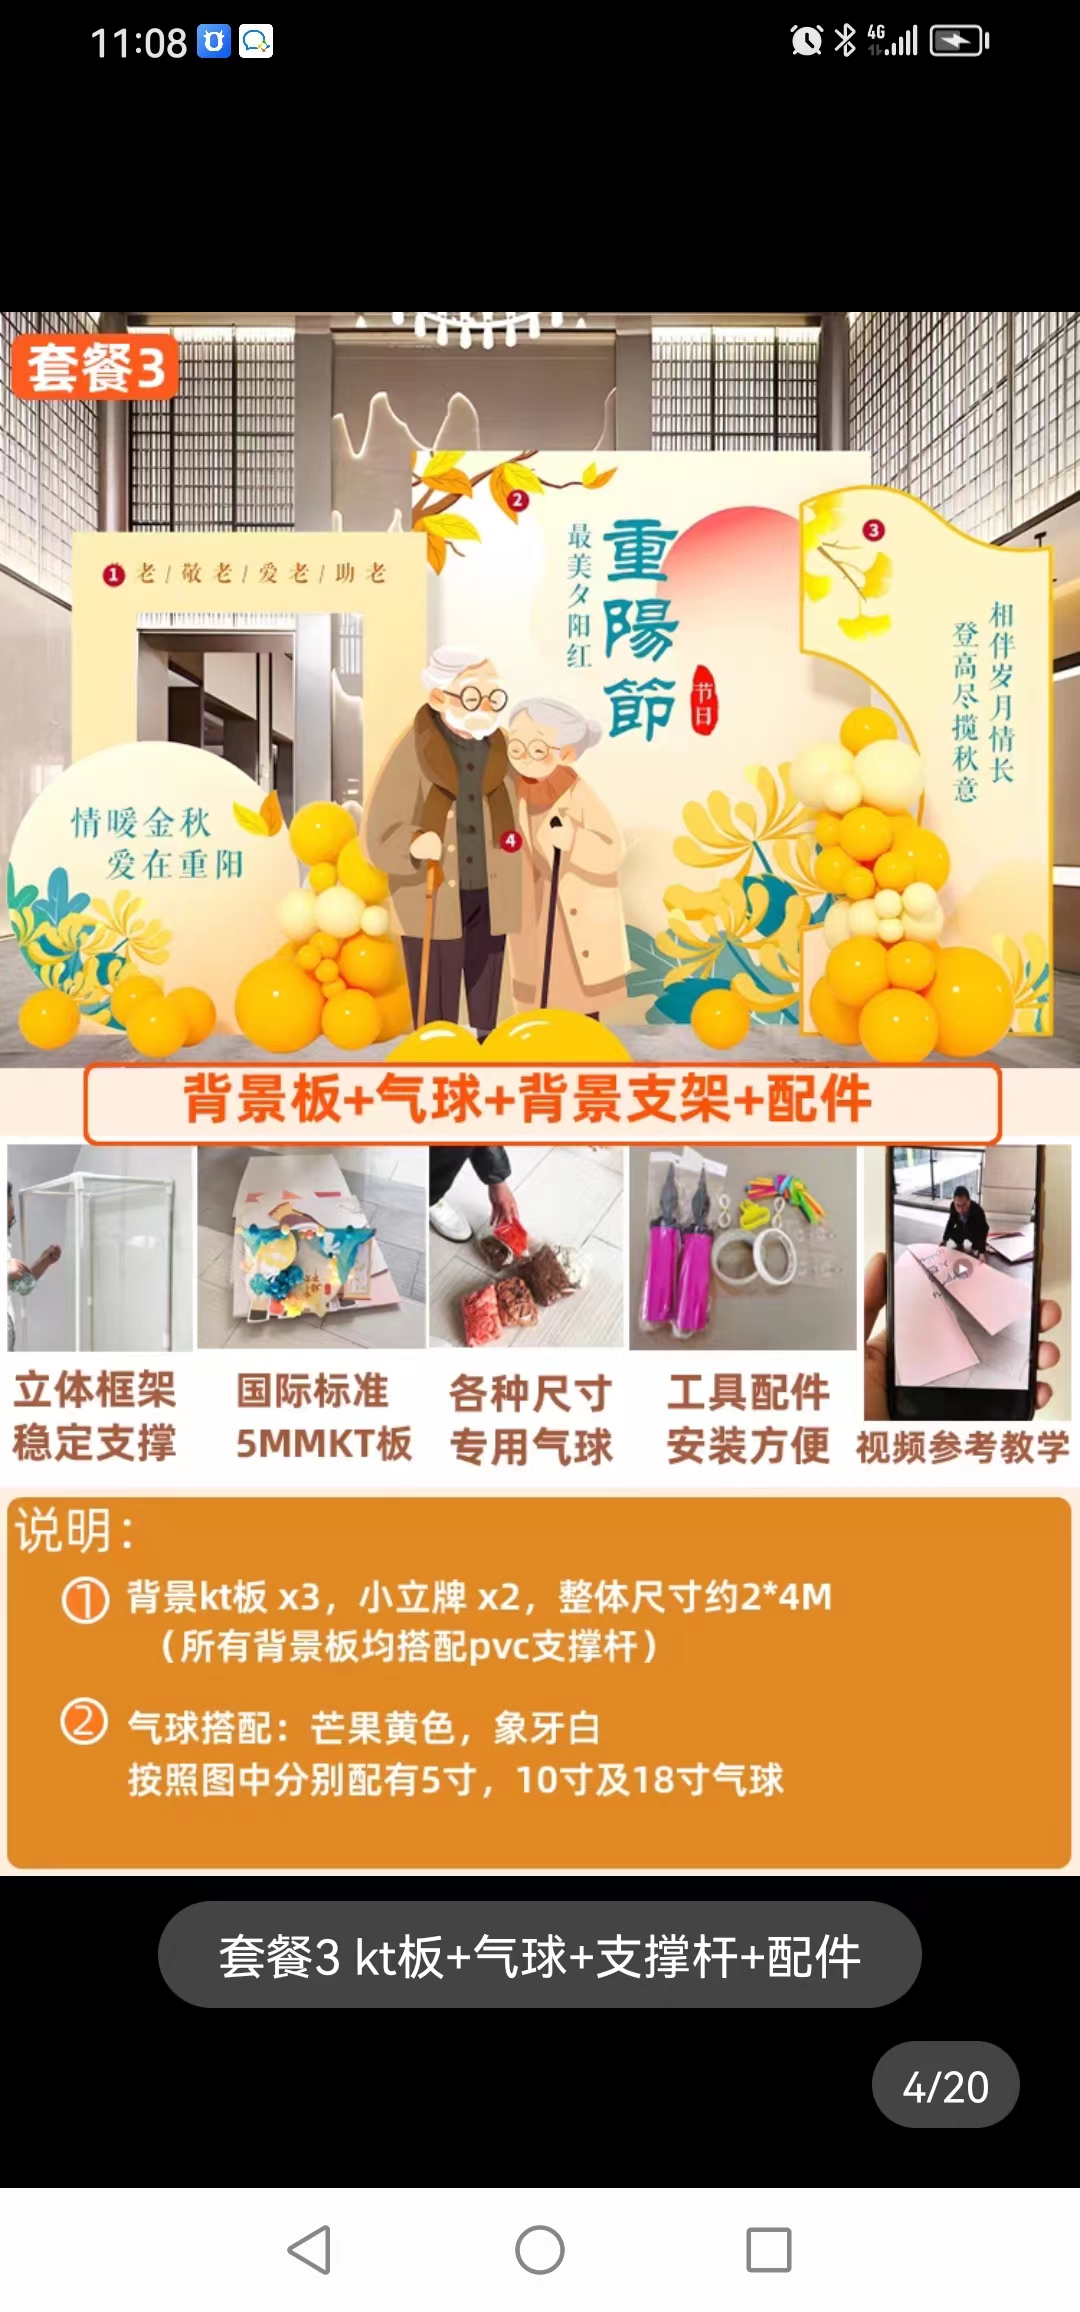 11:08
4G
套餐3
1 老/敬老/爱老/助老
2
最美夕阳红
重陽節
节日
3
相伴岁月情长
登高尽揽秋意
情暖金秋
爱在重阳
4
背景板+气球+背景支架+配件
立体框架
稳定支撑
国际标准
5MMKT板
各种尺寸
专用气球
工具配件
安装方便
视频参考教学
说明：
① 背景kt板 x3，小立牌 x2，整体尺寸约2*4M
（所有背景板均搭配pvc支撑杆）
② 气球搭配：芒果黄色，象牙白
按照图中分别配有5寸，10寸及18寸气球
套餐3 kt板+气球+支撑杆+配件
4/20